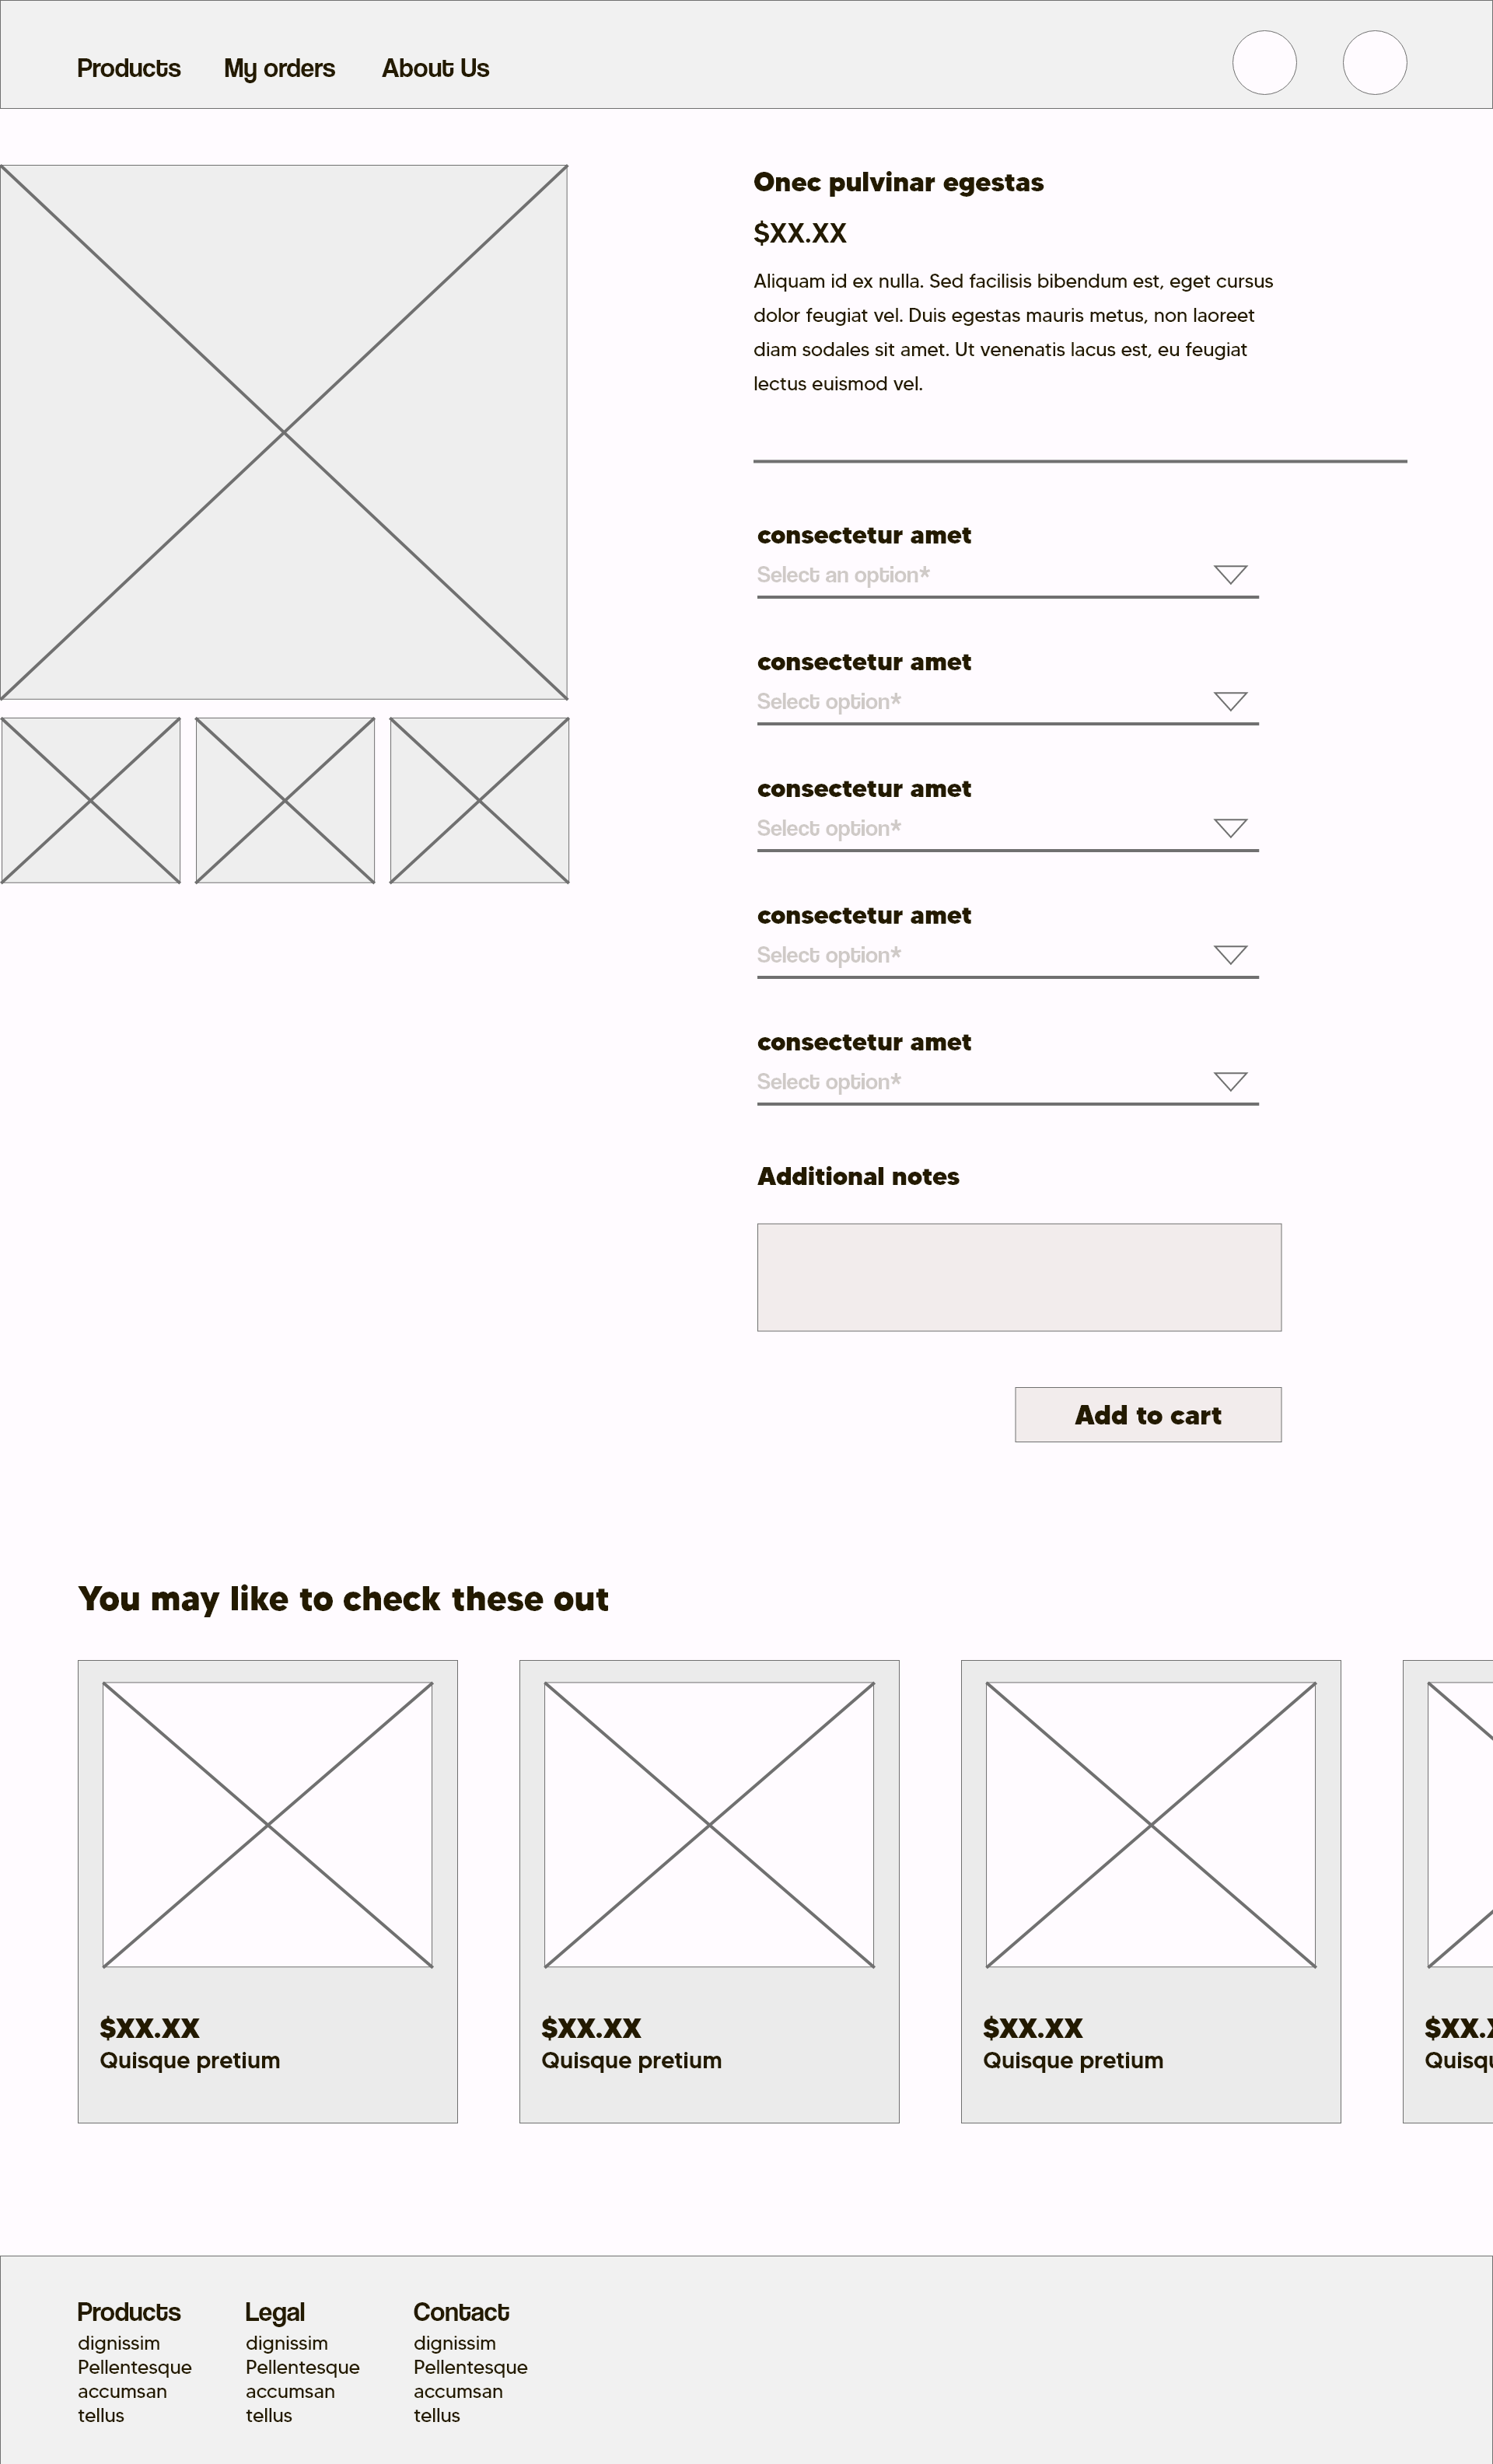 Products My orders About Us
Onec pulvinar egestas
$XX.XX
Aliquam id ex nulla. Sed facilisis bibendum est, eget cursus
dolor feugiat vel. Duis egestas mauris metus, non laoreet
diam sodales sit amet. Ut venenatis lacus est, eu feugiat
lectus euismod vel.
consectetur amet
Select an option*
consectetur amet
Select option*
consectetur amet
Select option*
consectetur amet
Select option*
consectetur amet
Select option*
Additional notes
Add to cart
You may like to check these out
$XX.XX
Quisque pretium
$XX.XX
Quisque pretium
$XX.XX
Quisque pretium
Products
dignissim
Pellentesque
accumsan
tellus
Legal
dignissim
Pellentesque
accumsan
tellus
Contact
dignissim
Pellentesque
accumsan
tellus